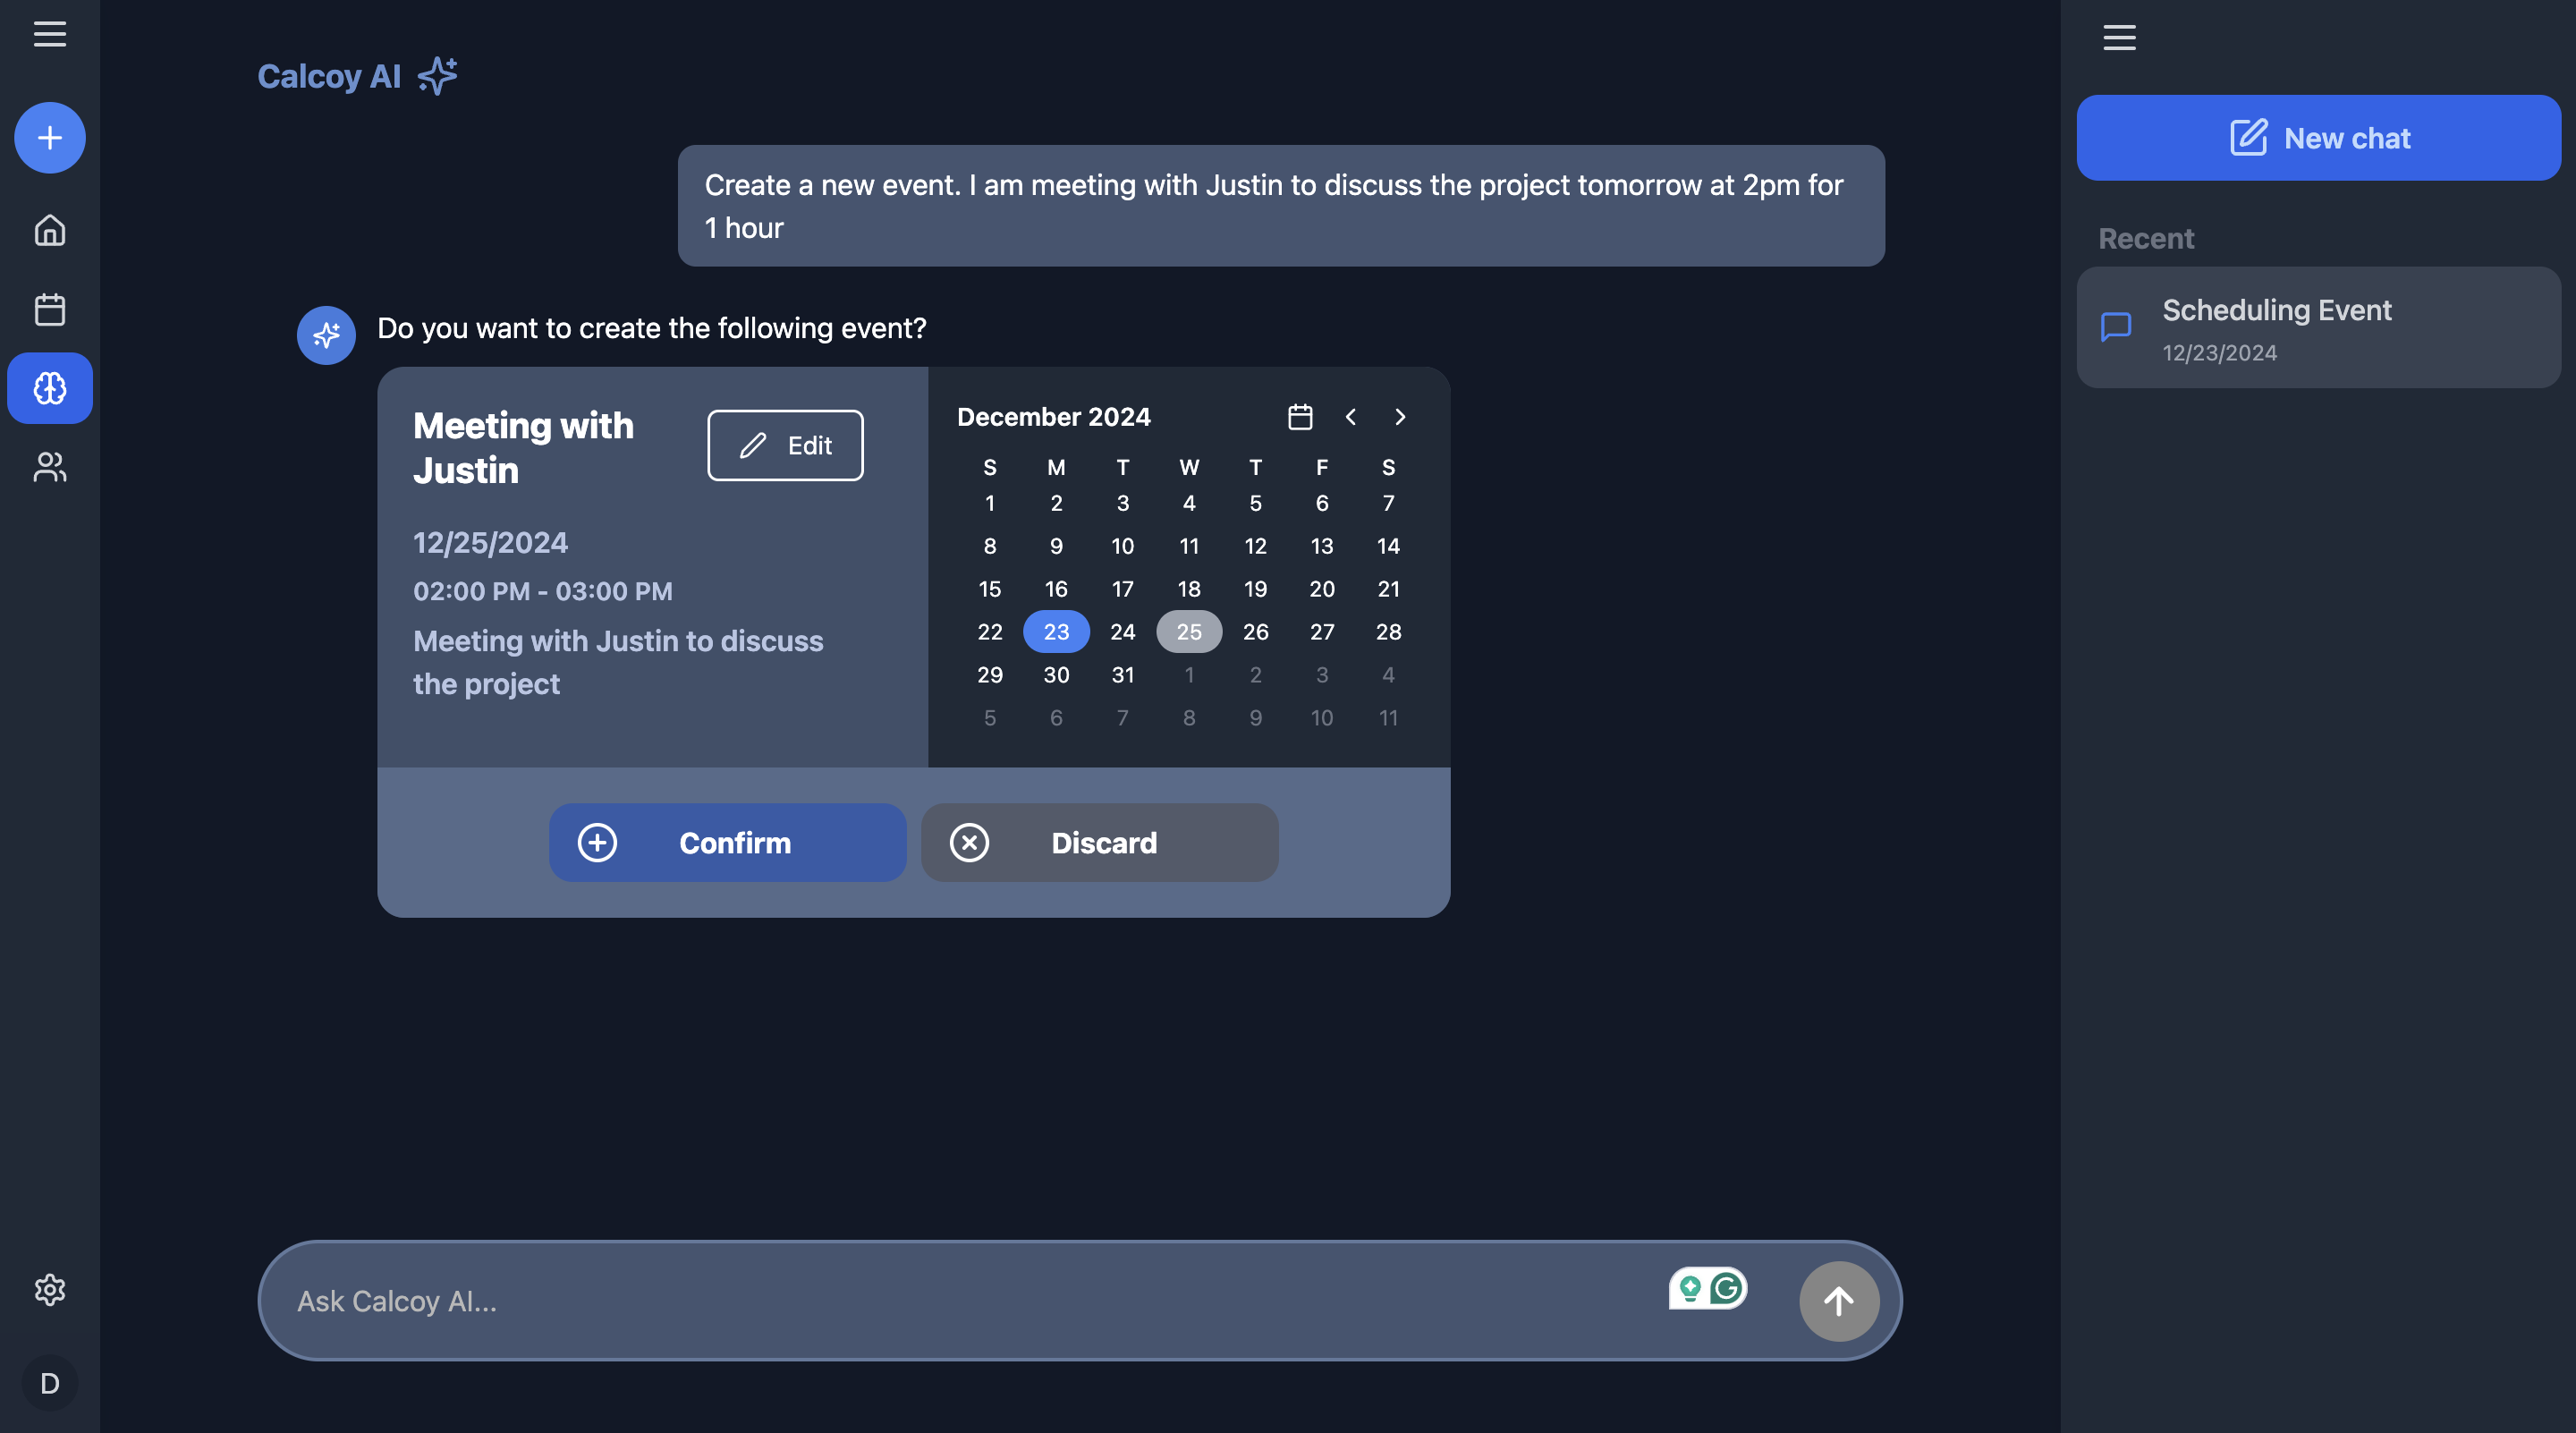 Calcoy AI
Create a new event. I am meeting with Justin to discuss the project tomorrow at 2pm for
1 hour
Do you want to create the following event?
Meeting with
Justin
Edit
12/25/2024
02:00 PM - 03:00 PM
Meeting with Justin to discuss
the project
December 2024
S M T W T F S
1 2 3 4 5 6 7
8 9 10 11 12 13 14
15 16 17 18 19 20 21
22 23 24 25 26 27 28
29 30 31 1 2 3 4
5 6 7 8 9 10 11
Confirm
Discard
Ask Calcoy AI...
G
D
New chat
Recent
Scheduling Event
12/23/2024